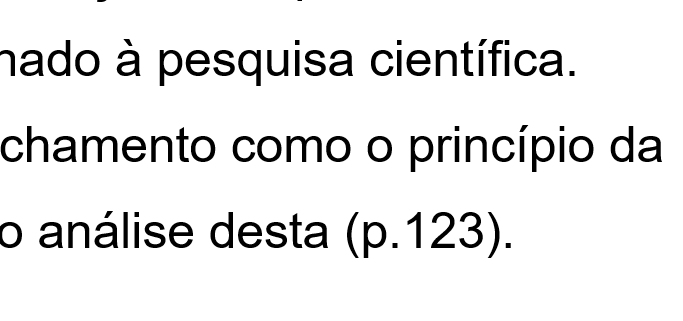 nado à pesquisa científica.
chamento como o princípio da
o análise desta (p.123).